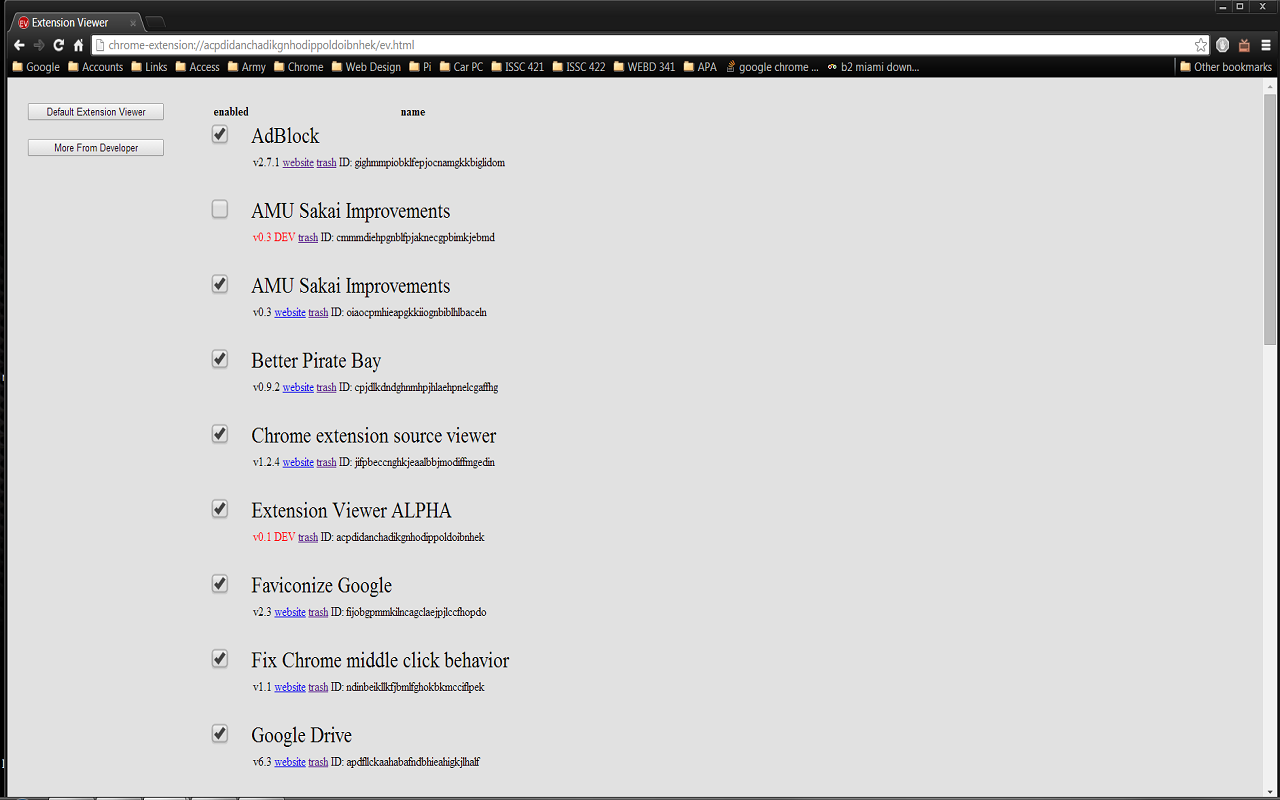 Extension Viewer
chrome-extension://acpdidanchadikgnhodippoldoibnhek/ev.html
Google Accounts Links Access Army Chrome Web Design Pi Car PC ISSC 421 ISSC 422 WEBD 341 APA google chrome ... b2 miami down... Other bookmarks
Default Extension Viewer
More From Developer
enabled name
AdBlock
v2.7.1 website trash ID: gighmmpiobklfepjocnamgkkbiglidom
AMU Sakai Improvements
v0.3 DEV trash ID: cmmmdiehpgnblfpjaknecgpbimkjebmd
AMU Sakai Improvements
v0.3 website trash ID: oiaocpmhieapgkkiiognbiblhlbaceln
Better Pirate Bay
v0.9.2 website trash ID: cpjdlkdndghnmhpjhlaehpnelcgaffhg
Chrome extension source viewer
v1.2.4 website trash ID: jifpbeccnghkjeaalbbjmodiffmgedin
Extension Viewer ALPHA
v0.1 DEV trash ID: acpdidanchadikgnhodippoldoibnhek
Faviconize Google
v2.3 website trash ID: fijobgpmmkilncagclaejpjlccfhopdo
Fix Chrome middle click behavior
v1.1 website trash ID: ndinbeikllkfjbmlfghokbkmcciflpek
Google Drive
v6.3 website trash ID: apdfllckaahabafndbhieahigkjlhalf